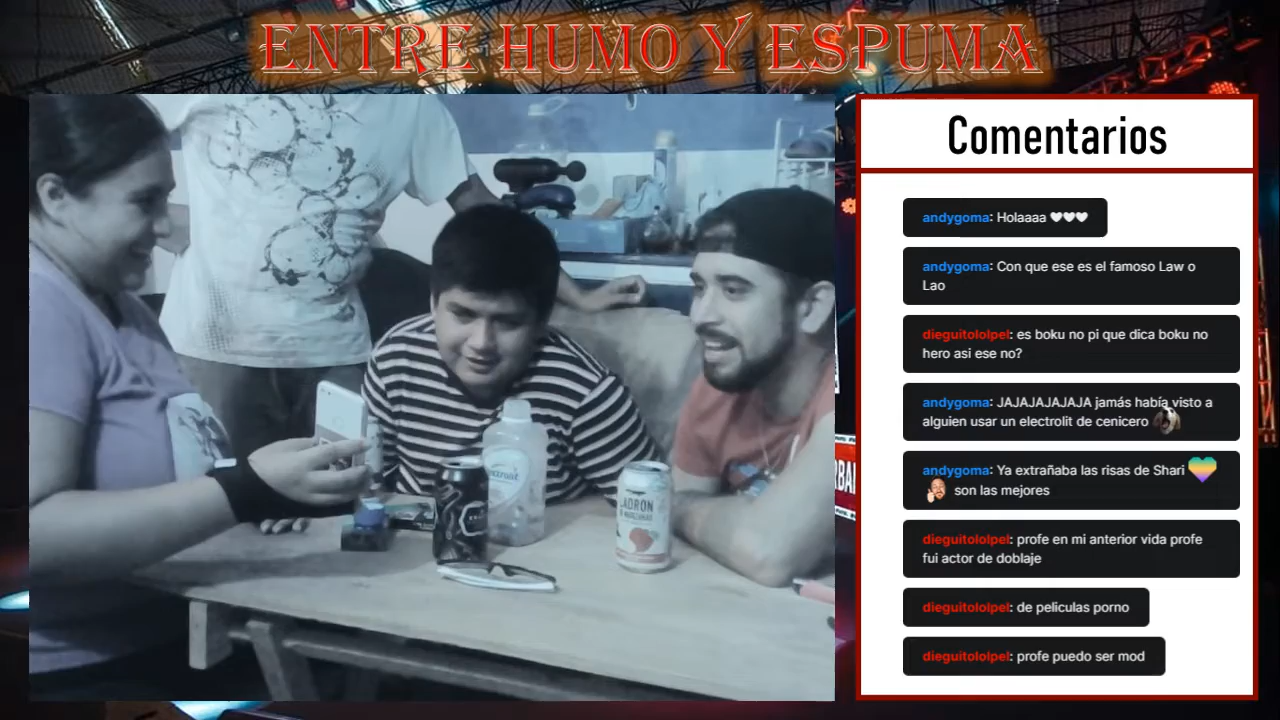 ENTRE HUMO Y ESPUMA
Comentarios
andygoma: Holaaaa
andygoma: Con que ese es el famoso Law o
Lao
dieguitololpel: es boku no pi que dica boku no
hero asi ese no?
andygoma: JAJAJAJAJAJA jamás había visto a
alguien usar un electrolit de cenicero
andygoma: Ya extrañaba las risas de Shari
son las mejores
dieguitololpel: profe en mi anterior vida profe
fui actor de doblaje
dieguitololpel: de peliculas porno
dieguitololpel: profe puedo ser mod
LADRON
DE MANZANAS